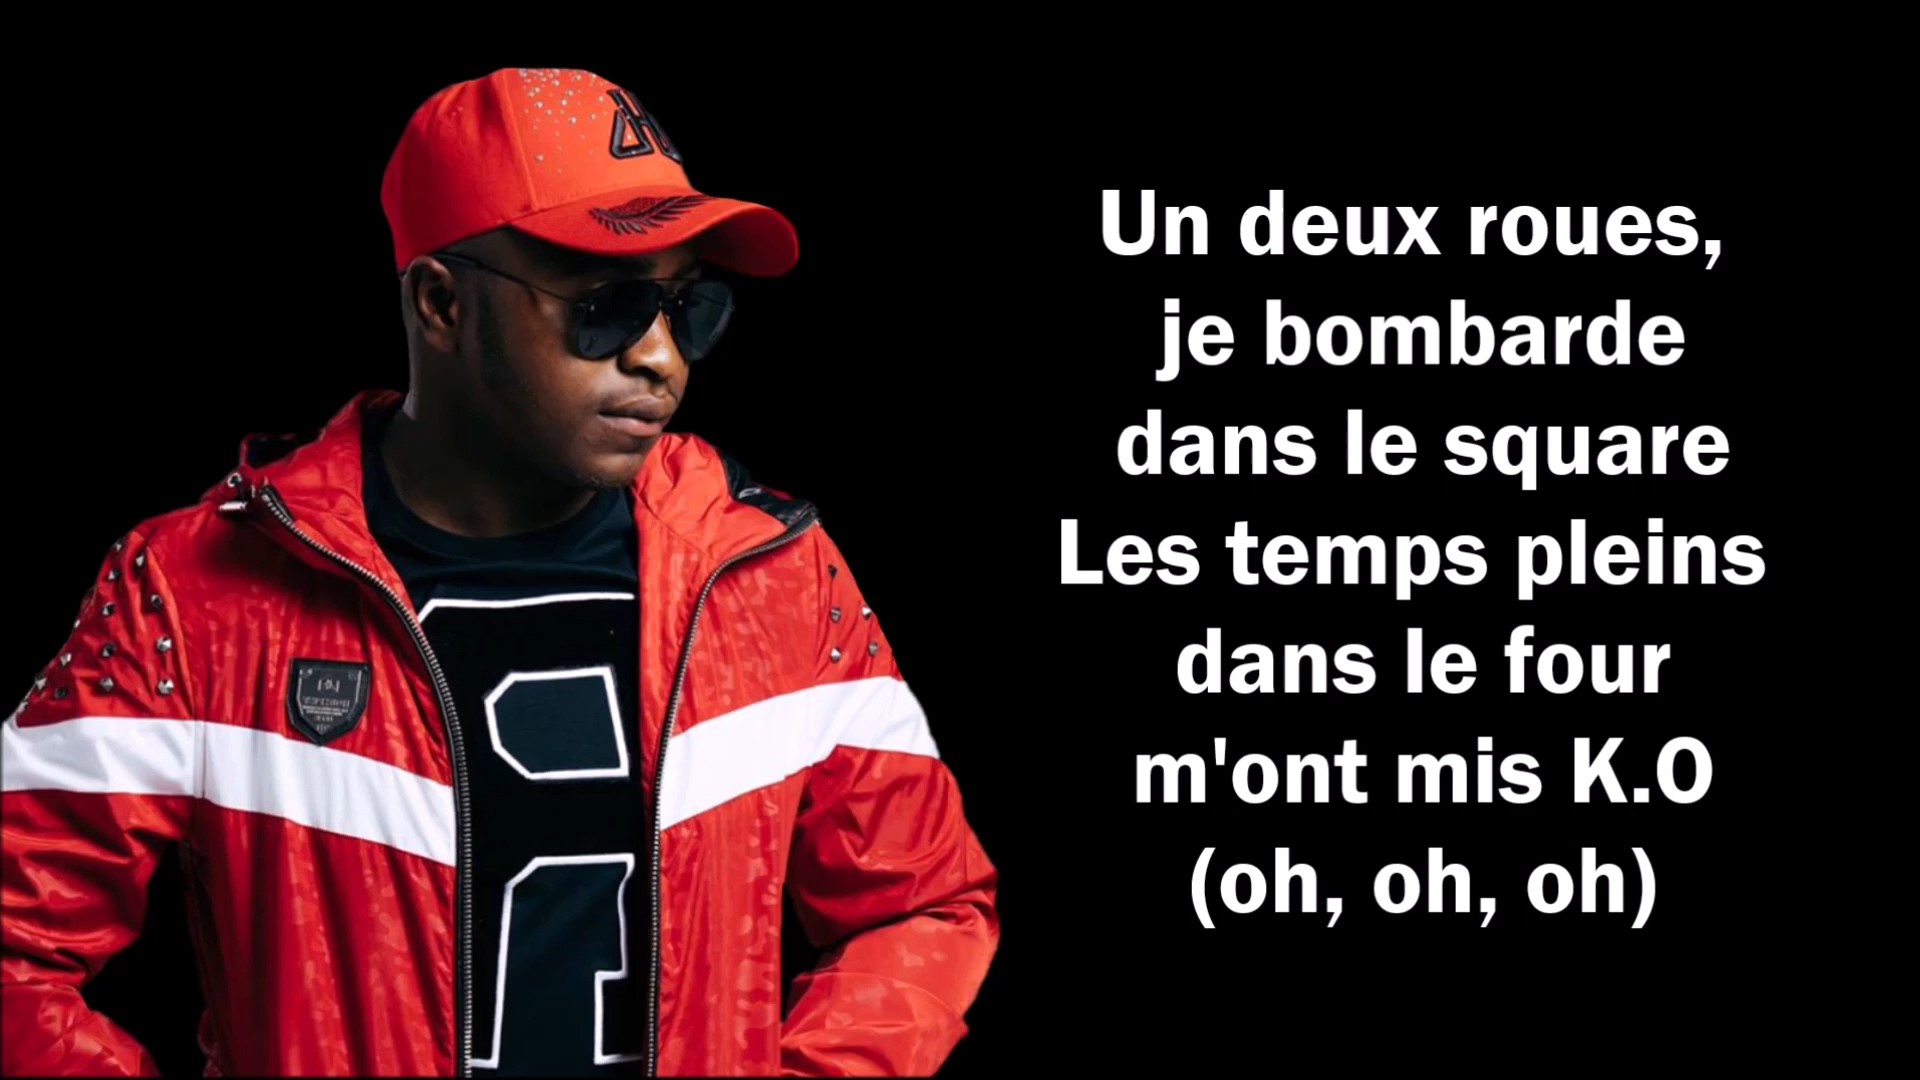 Un deux roues,
je bombarde
dans le square
Les temps pleins
dans le four
m'ont mis K.O
(oh, oh, oh)